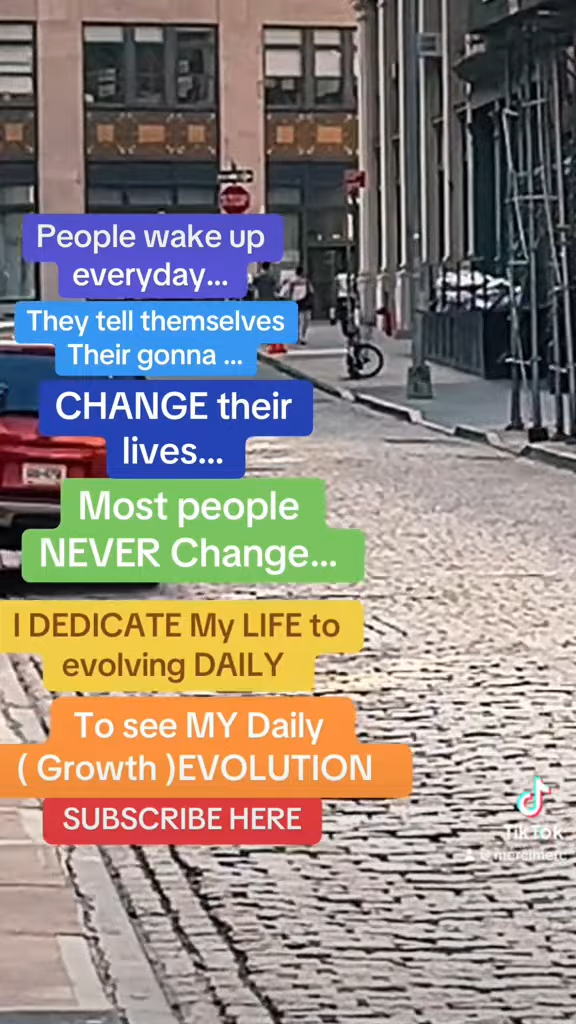 People wake up
everyday...
They tell themselves
Their gonna ...
CHANGE their
lives...
Most people
NEVER Change...
I DEDICATE My LIFE to
evolving DAILY
To see MY Daily
( Growth )EVOLUTION
SUBSCRIBE HERE
TikTok